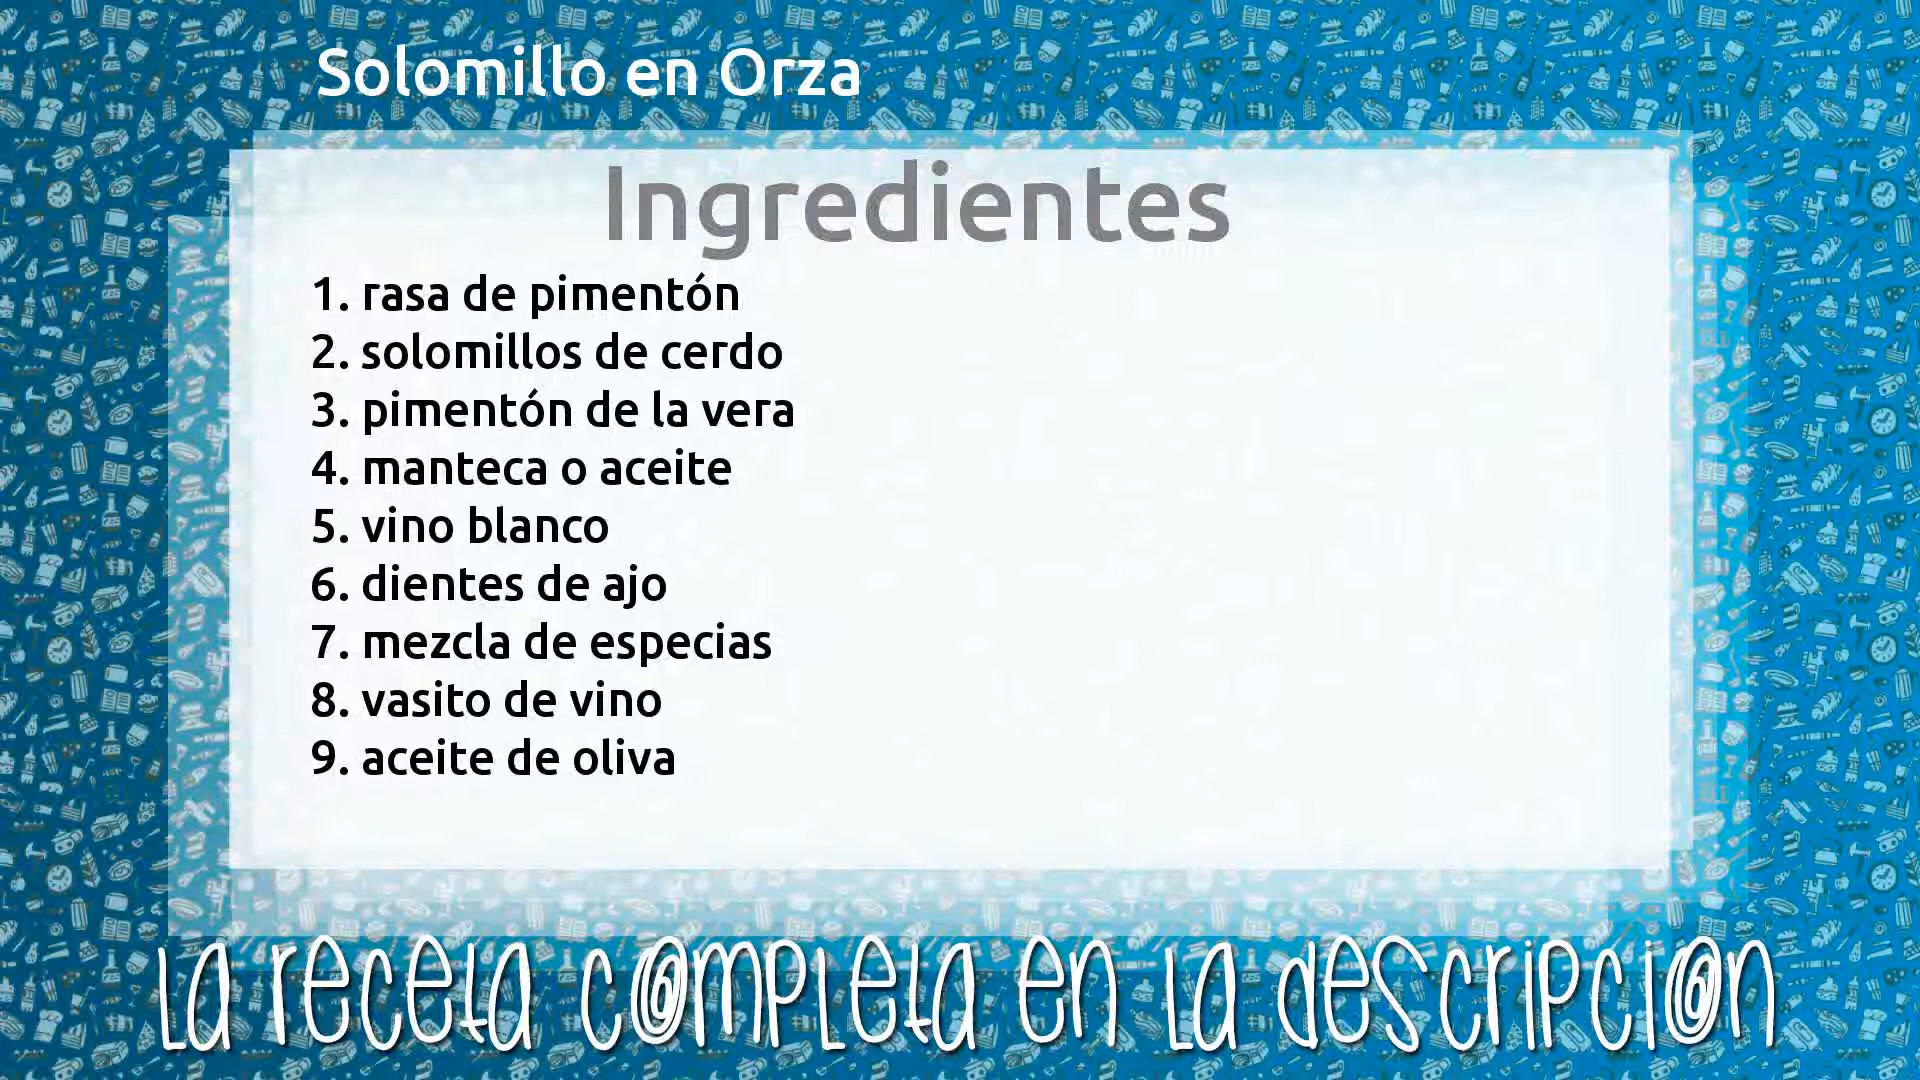 Solomillo en Orza
Ingredientes
1. rasa de pimentón
2. solomillos de cerdo
3. pimentón de la vera
4. manteca o aceite
5. vino blanco
6. dientes de ajo
7. mezcla de especias
8. vasito de vino
9. aceite de oliva
La receta c@mpleta en la descripci@n